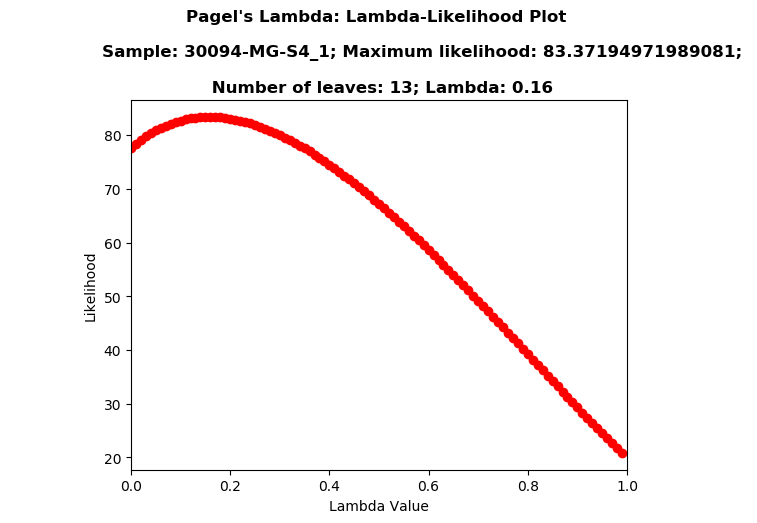 Pagel's Lambda: Lambda-Likelihood Plot
Sample: 30094-MG-S4_1; Maximum likelihood: 83.37194971989081;
Number of leaves: 13; Lambda: 0.16
80
70
60
50
40
30
20
Likelihood
0.0 0.2 0.4 0.6 0.8 1.0
Lambda Value